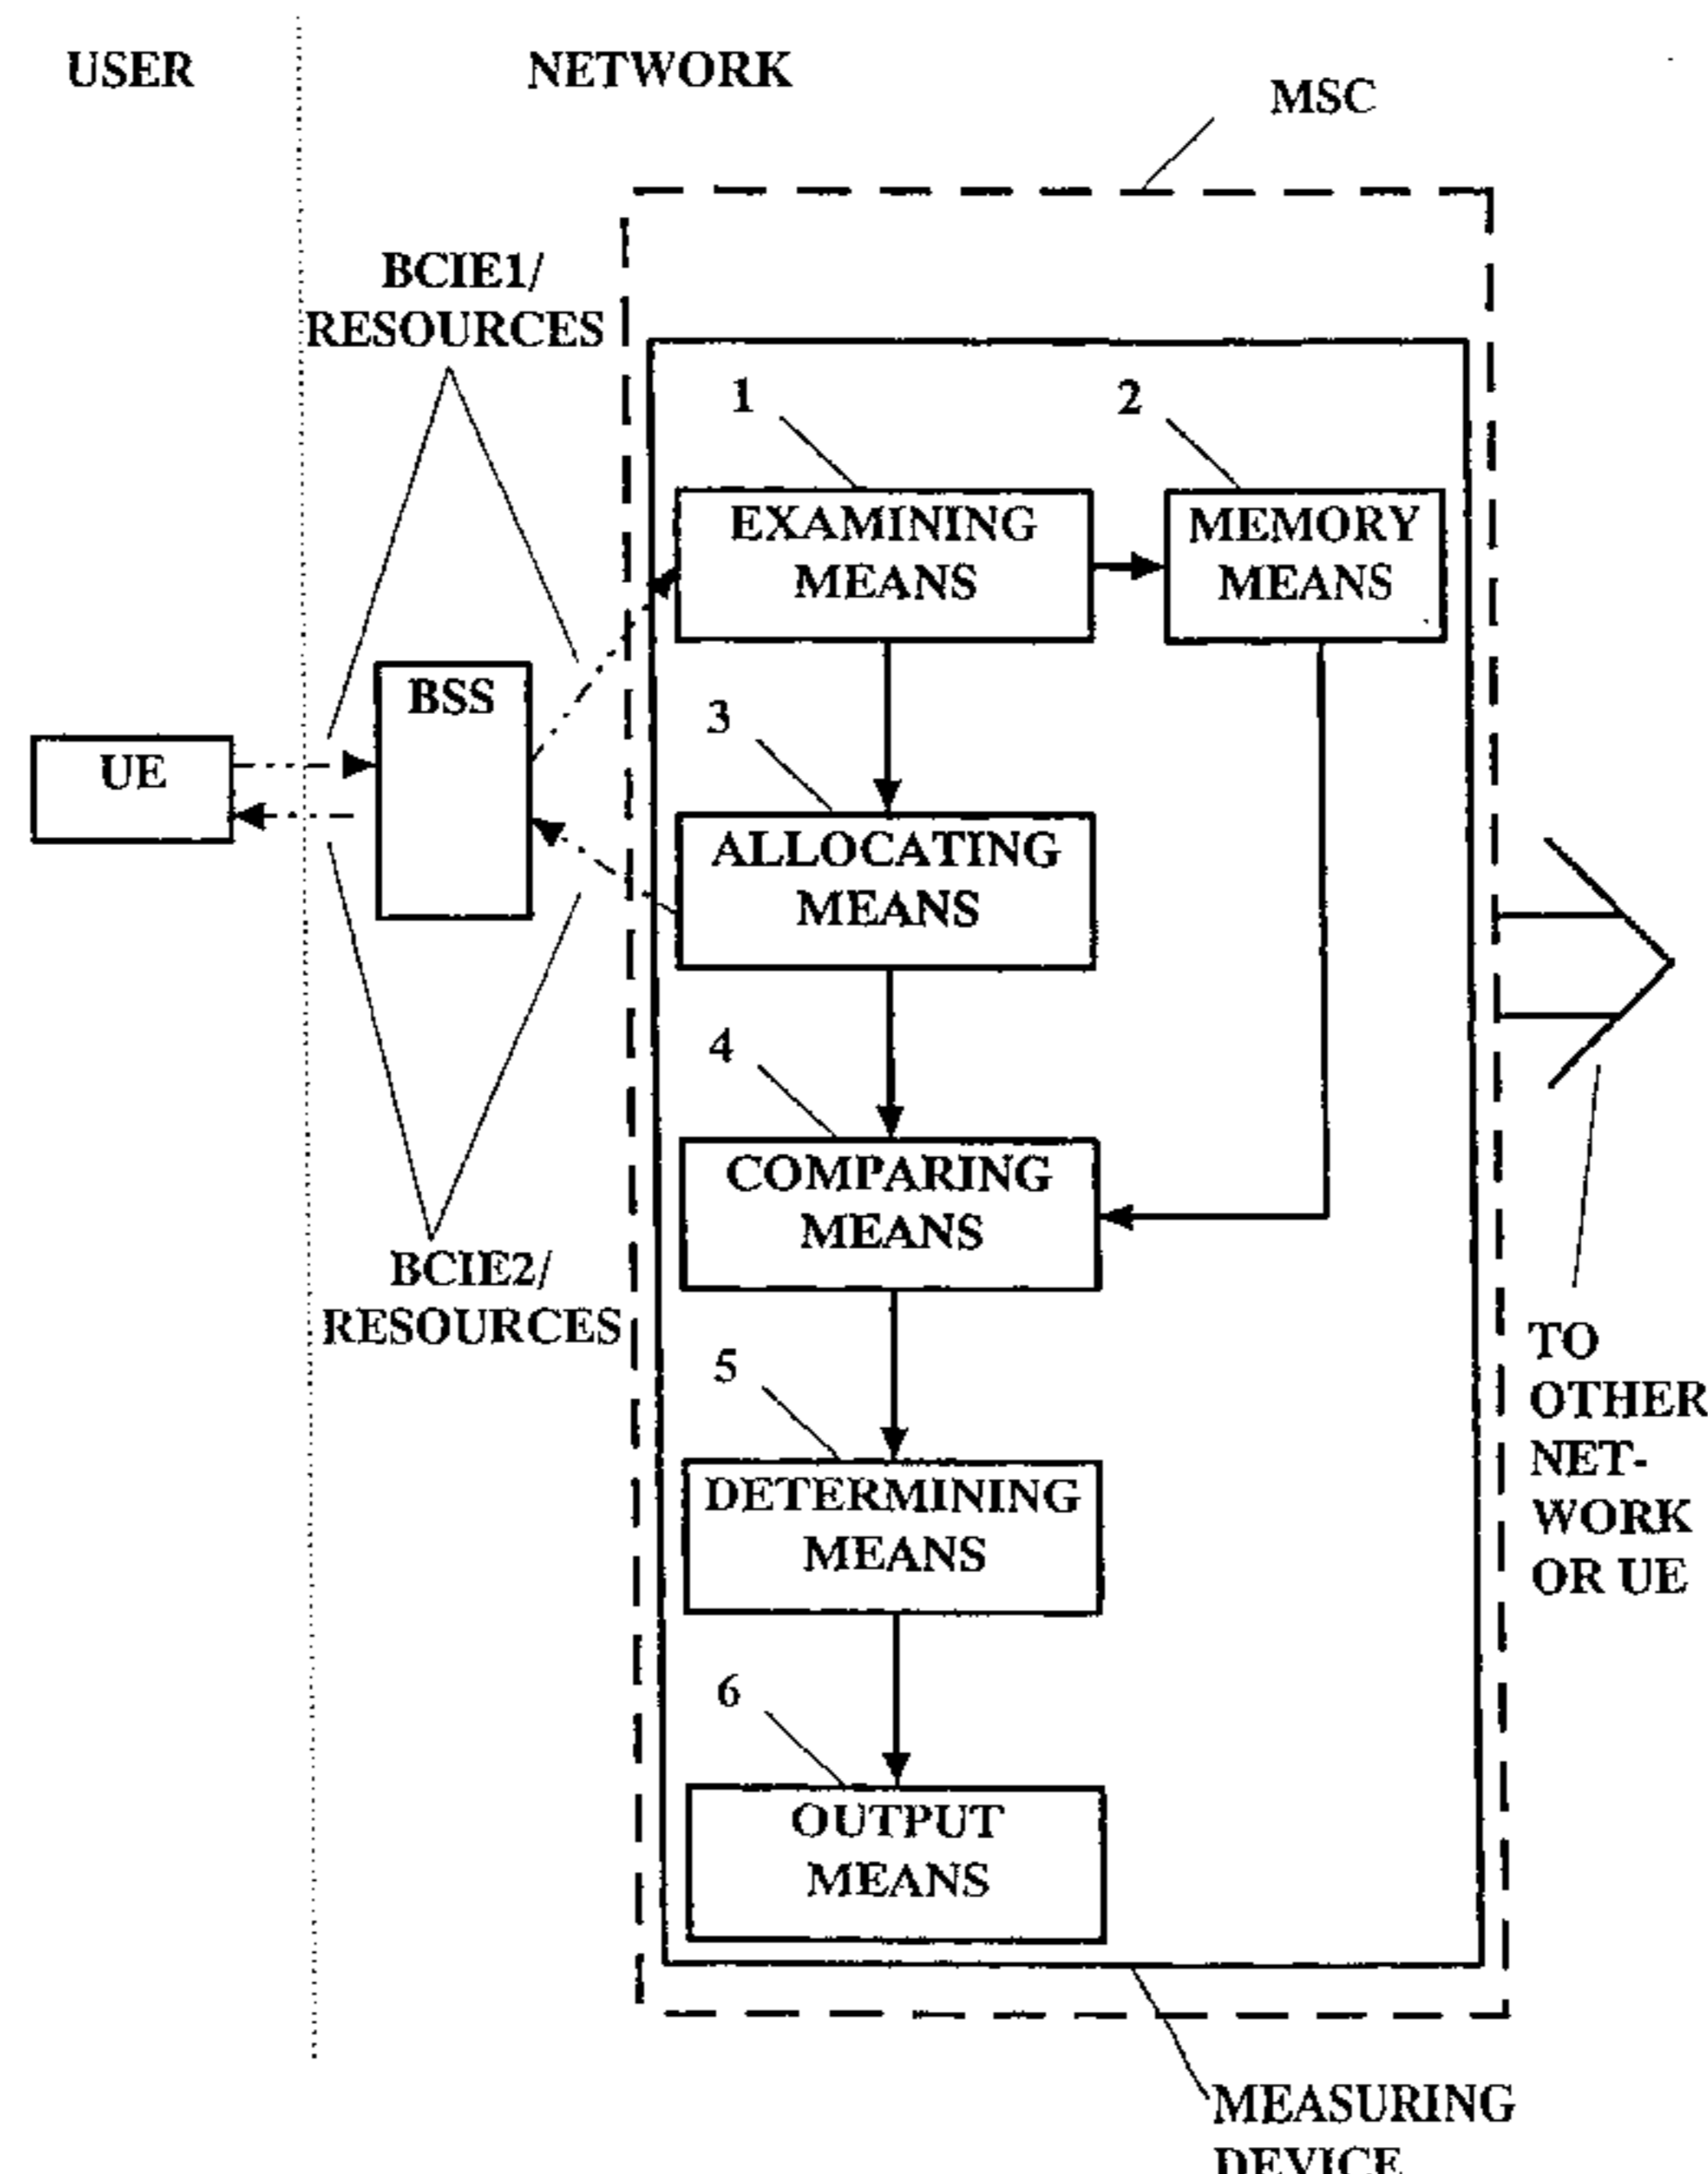 USER
NETWORK
MSC
BCIE1/
RESOURCES
1
2
EXAMINING
MEANS
MEMORY
MEANS
BSS
UE
3
ALLOCATING
MEANS
4
COMPARING
MEANS
BCIE2/
RESOURCES
TO
OTHER
NET-
WORK
OR UE
5
DETERMINING
MEANS
6
OUTPUT
MEANS
MEASURING
DEVICE